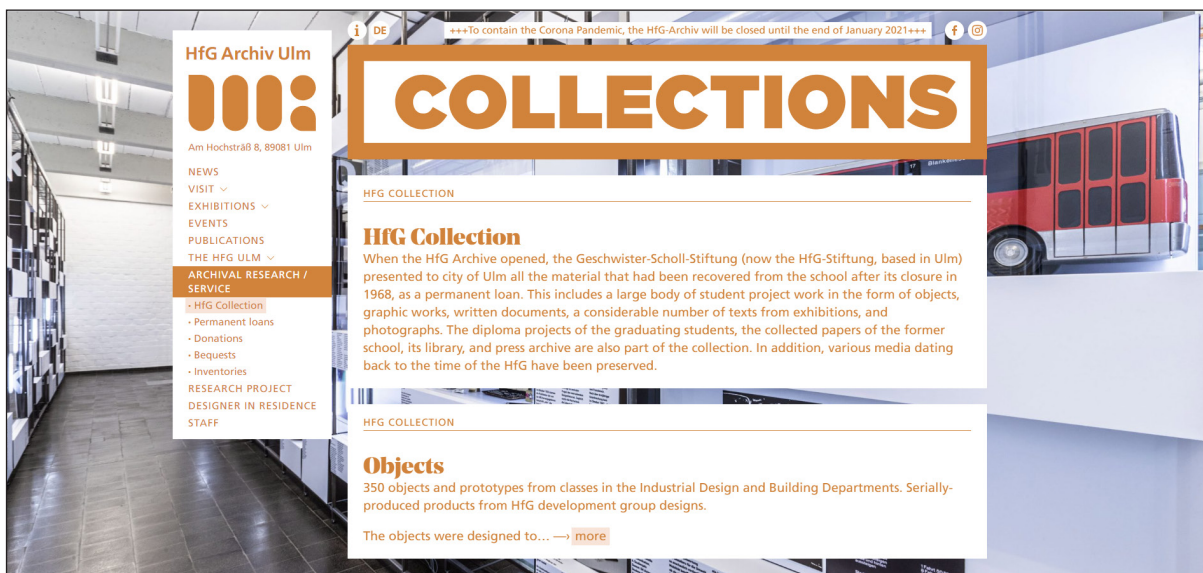 HfG Archiv Ulm
Am Hochsträß 8, 89081 Ulm
NEWS
VISIT
EXHIBITIONS
EVENTS
PUBLICATIONS
THE HFG ULM
ARCHIVAL RESEARCH /
SERVICE
· HfG Collection
· Permanent loans
· Donations
· Bequests
· Inventories
RESEARCH PROJECT
DESIGNER IN RESIDENCE
STAFF
i DE +++To contain the Corona Pandemic, the HfG-Archiv will be closed until the end of January 2021+++ f
COLLECTIONS
HFG COLLECTION
HfG Collection
When the HfG Archive opened, the Geschwister-Scholl-Stiftung (now the HfG-Stiftung, based in Ulm)
presented to city of Ulm all the material that had been recovered from the school after its closure in
1968, as a permanent loan. This includes a large body of student project work in the form of objects,
graphic works, written documents, a considerable number of texts from exhibitions, and
photographs. The diploma projects of the graduating students, the collected papers of the former
school, its library, and press archive are also part of the collection. In addition, various media dating
back to the time of the HfG have been preserved.
HFG COLLECTION
Objects
350 objects and prototypes from classes in the Industrial Design and Building Departments. Serially-
produced products from HfG development group designs.
The objects were designed to… —› more